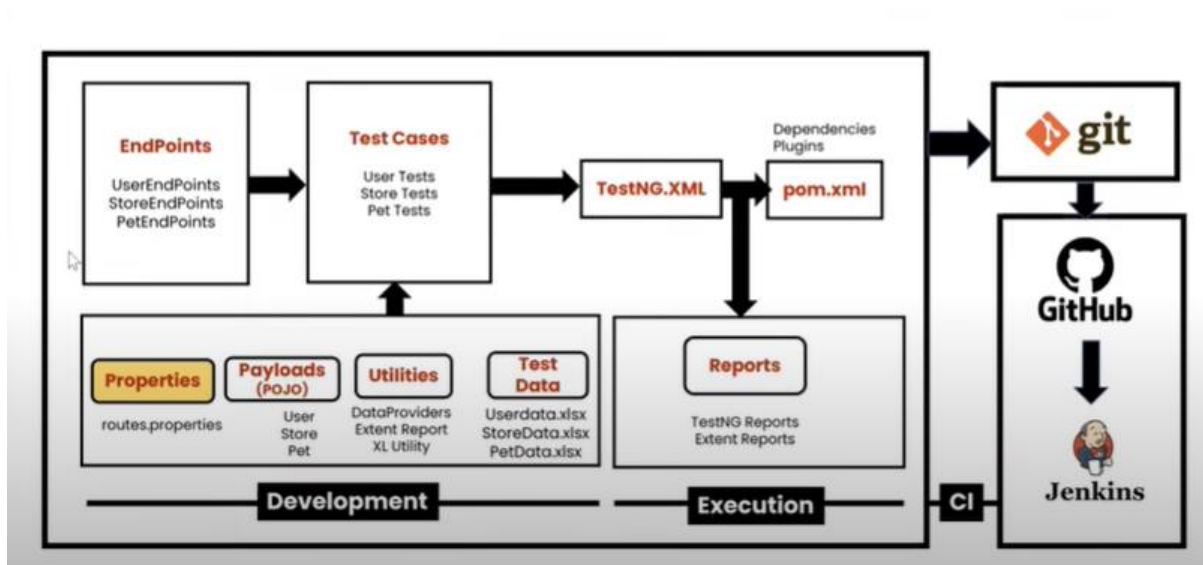 EndPoints
UserEndPoints
StoreEndPoints
PetEndPoints
Test Cases
User Tests
Store Tests
Pet Tests
TestNG.XML
Dependencies
Plugins
pom.xml
git
GitHub
Jenkins
Properties
routes.properties
Payloads
(POJO)
User
Store
Pet
Utilities
DataProviders
Extent Report
XL Utility
Test
Data
Userdata.xlsx
StoreData.xlsx
PetData.xlsx
Reports
TestNG Reports
Extent Reports
Development
Execution
CI